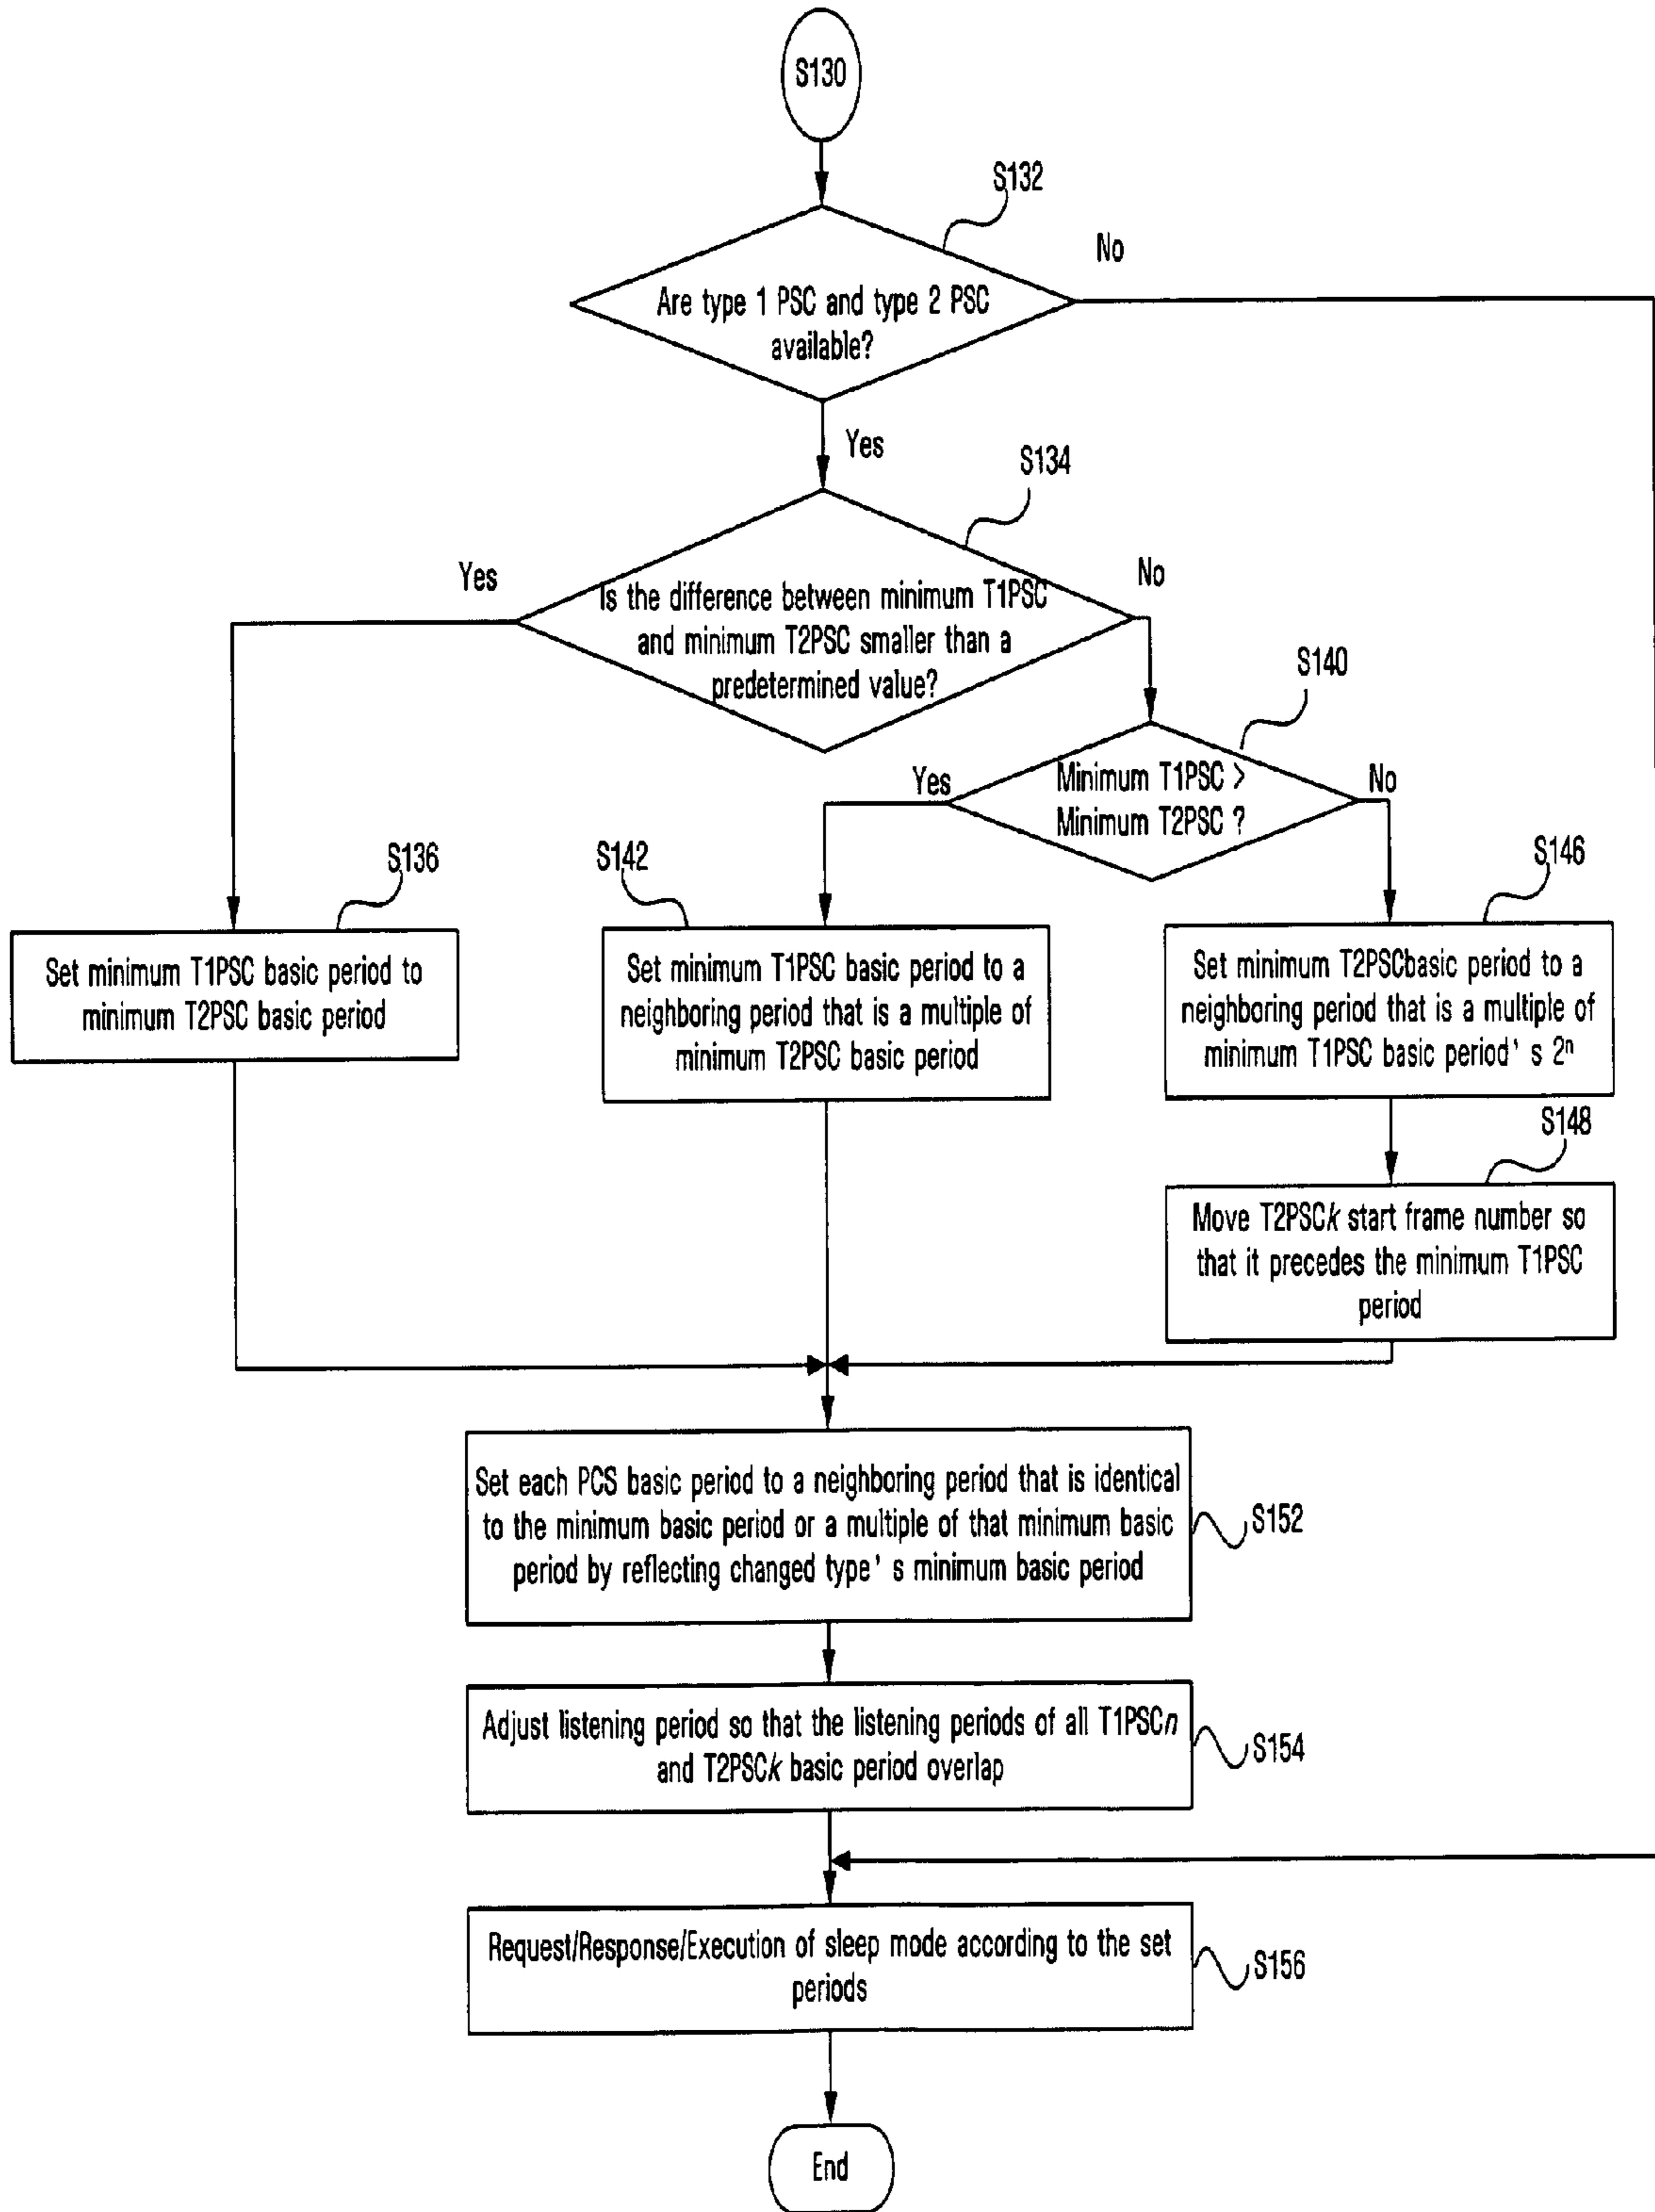 S130
S132
No
Are type 1 PSC and type 2 PSC
available?
Yes
S134
Yes
No
Is the difference between minimum T1PSC
and minimum T2PSC smaller than a
predetermined value?
S140
Yes
Minimum T1PSC >
Minimum T2PSC ?
No
S136
S142
S146
Set minimum T1PSC basic period to
minimum T2PSC basic period
Set minimum T1PSC basic period to a
neighboring period that is a multiple of
minimum T2PSC basic period
Set minimum T2PSCbasic period to a
neighboring period that is a multiple of
minimum T1PSC basic period's 2ⁿ
S148
Move T2PSCk start frame number so
that it precedes the minimum T1PSC
period
Set each PCS basic period to a neighboring period that is identical
to the minimum basic period or a multiple of that minimum basic
period by reflecting changed type's minimum basic period
S152
Adjust listening period so that the listening periods of all T1PSCn
and T2PSCk basic period overlap
S154
Request/Response/Execution of sleep mode according to the set
periods
S156
End